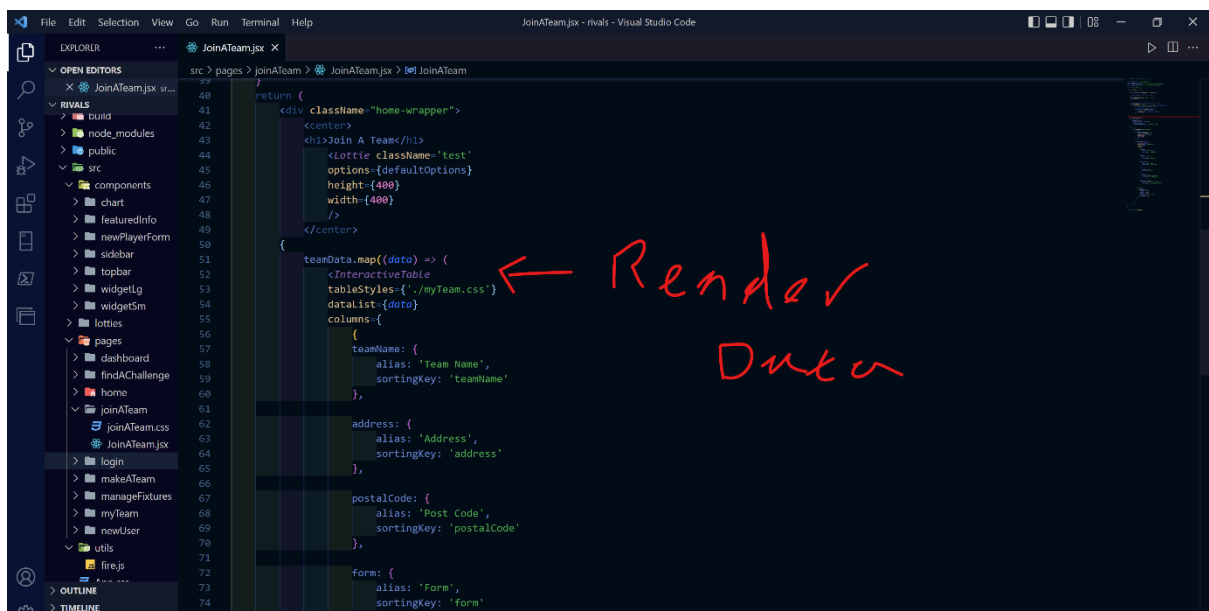 File Edit Selection View Go Run Terminal Help JoinATeam.jsx - rivals - Visual Studio Code
EXPLORER ... JoinATeam.jsx
OPEN EDITORS src > pages > joinATeam > JoinATeam.jsx > JoinATeam
JoinATeam.jsx sr...
RIVALS
build
node_modules
public
src
components
chart
featuredInfo
newPlayerForm
sidebar
topbar
widgetLg
widgetSm
lotties
pages
dashboard
findAChallenge
home
joinATeam
joinATeam.css
JoinATeam.jsx
login
makeATeam
manageFixtures
myTeam
newUser
utils
fire.js
App.css
OUTLINE
TIMELINE
39 }
40 return (
41 <div className="home-wrapper">
42 <center>
43 <h1>Join A Team</h1>
44 <Lottie className='test'
45 options={defaultOptions}
46 height={400}
47 width={400}
48 />
49 </center>
50 {
51 teamData.map((data) => (
52 <InteractiveTable
53 tableStyles={'./myTeam.css'}
54 dataList={data}
55 columns={
56 {
57 teamName: {
58 alias: 'Team Name',
59 sortingKey: 'teamName'
60 },
61
62 address: {
63 alias: 'Address',
64 sortingKey: 'address'
65 },
66
67 postalCode: {
68 alias: 'Post Code',
69 sortingKey: 'postalCode'
70 },
71
72 form: {
73 alias: 'Form',
74 sortingKey: 'form'
Render
Data